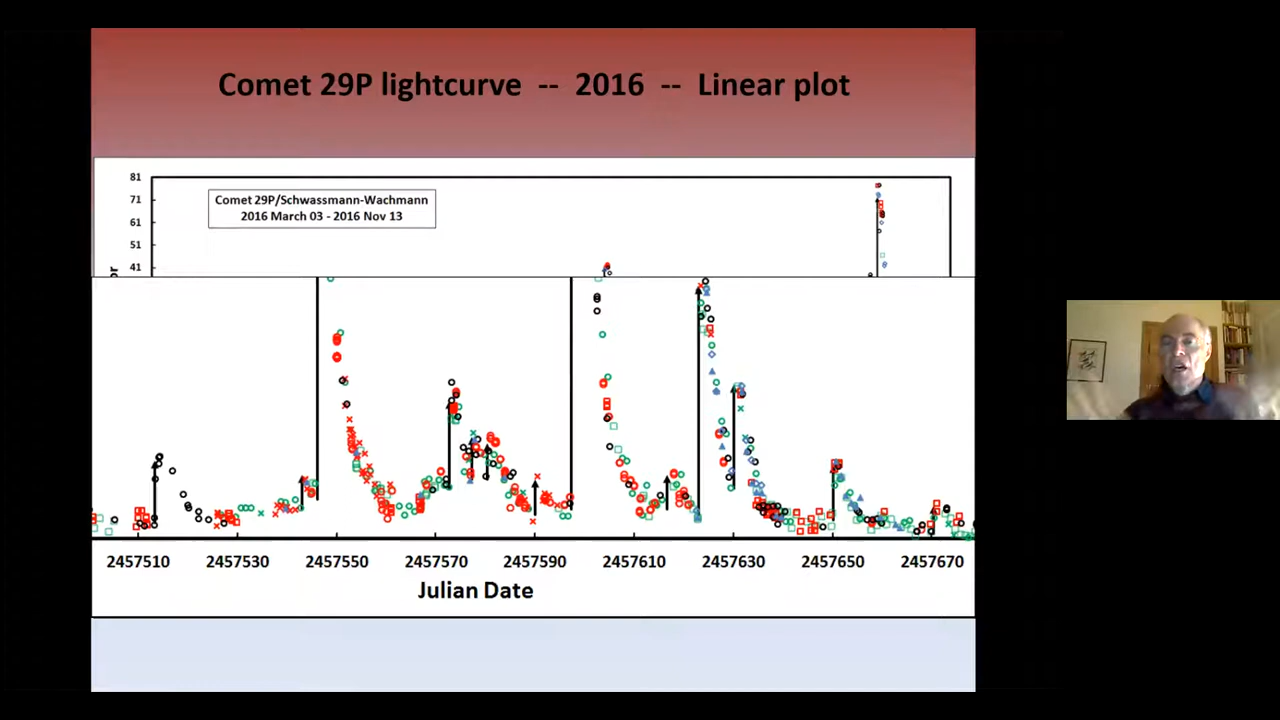 Comet 29P lightcurve -- 2016 -- Linear plot
81
Comet 29P/Schwassmann-Wachmann
71
2016 March 03 - 2016 Nov 13
61
51
41
2457510 2457530 2457550 2457570 2457590 2457610 2457630 2457650 2457670
Julian Date